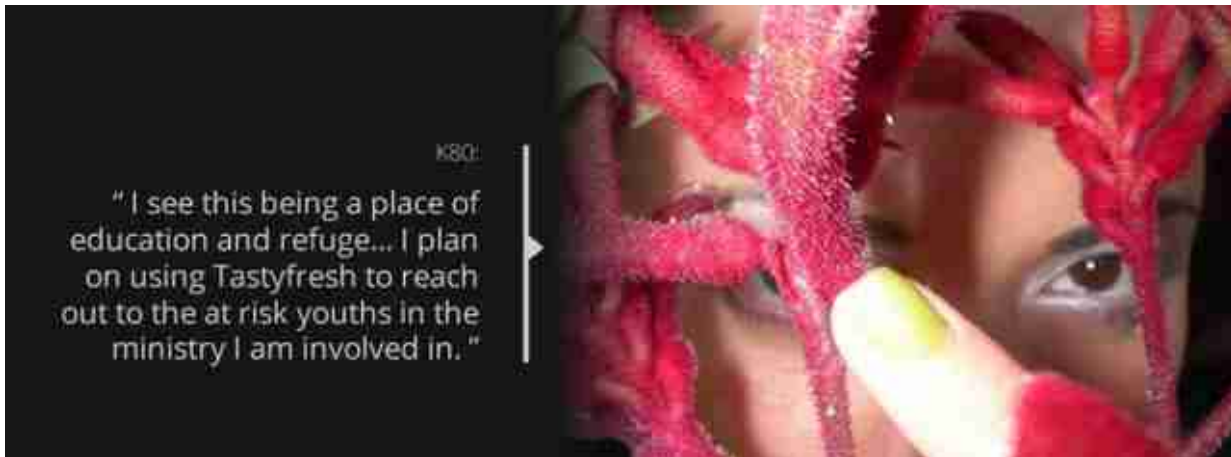 K8O:
“ I see this being a place of
education and refuge... I plan
on using Tastyfresh to reach
out to the at risk youths in the
ministry I am involved in. ”